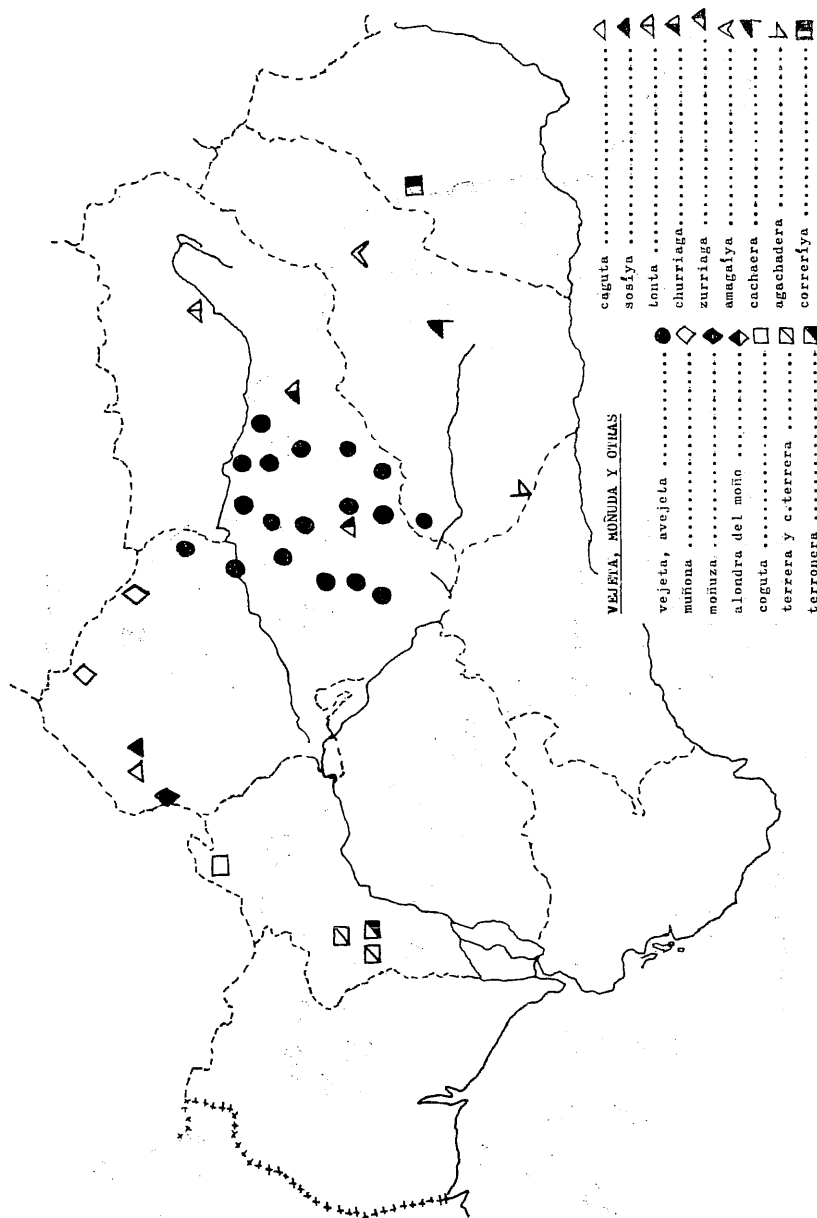 VEJETA, MOÑUDA Y OTRAS
vejeta, avejeta ..............
muñona .......................
moñuza .......................
alondra del moño .............
coguta .......................
terrera y c.terrera ..........
terronera ....................
caguta .......................
sosíya .......................
tonta ........................
churriaga ....................
zurriaga .....................
amagaíya .....................
cachaera .....................
agachadera ...................
correríya ....................